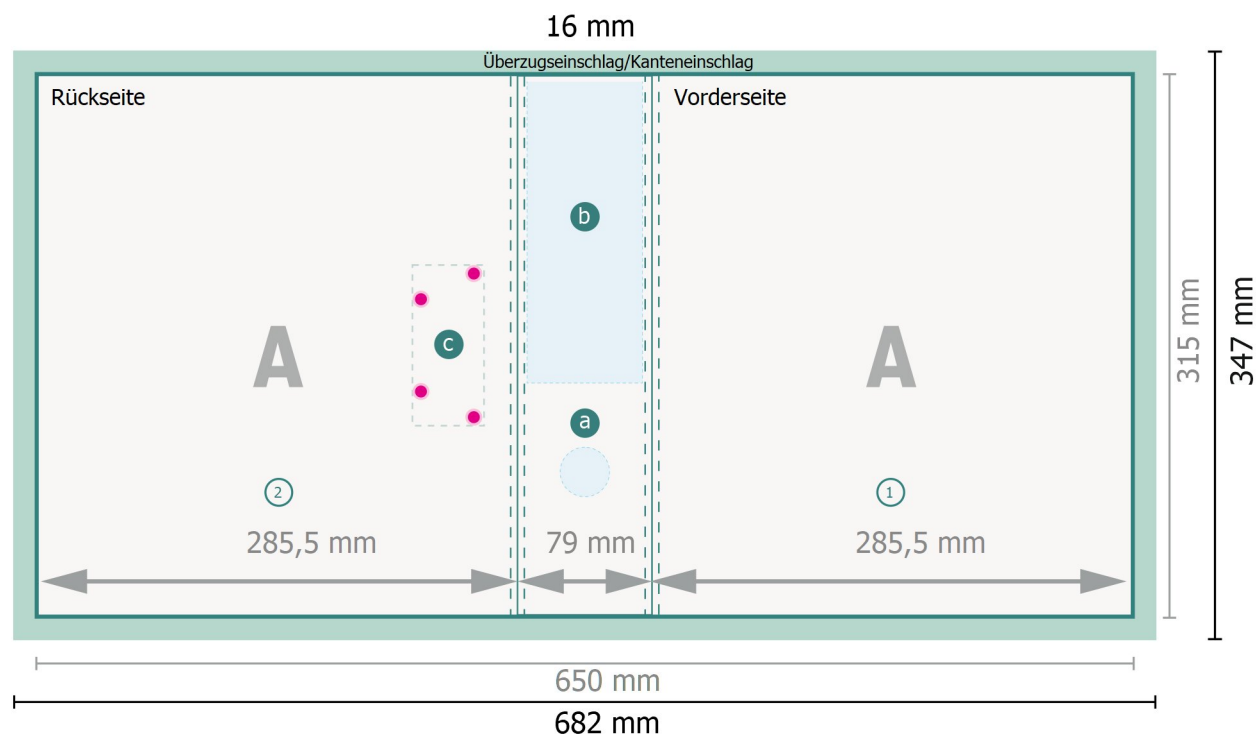 16 mm
Überzugseinschlag/Kanteneinschlag
Rückseite
Vorderseite
b
c
A
A
a
2
1
285,5 mm
79 mm
285,5 mm
315 mm
347 mm
650 mm
682 mm